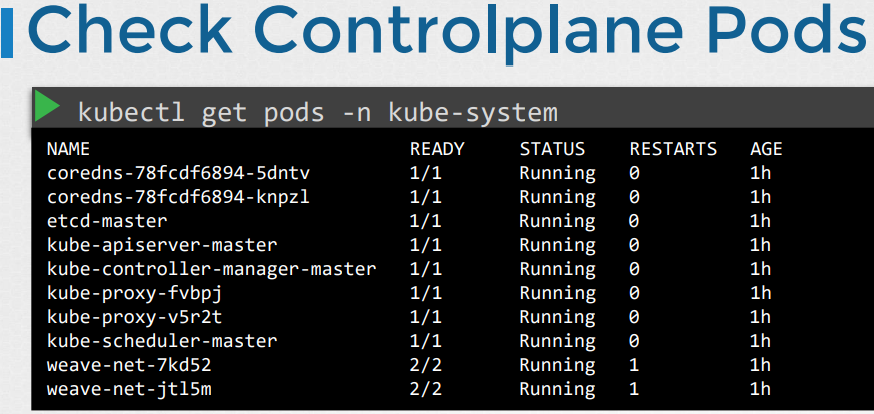 Check Controlplane Pods
kubectl get pods -n kube-system
NAME READY STATUS RESTARTS AGE
coredns-78fcdf6894-5dntv 1/1 Running 0 1h
coredns-78fcdf6894-knpzl 1/1 Running 0 1h
etcd-master 1/1 Running 0 1h
kube-apiserver-master 1/1 Running 0 1h
kube-controller-manager-master 1/1 Running 0 1h
kube-proxy-fvbpj 1/1 Running 0 1h
kube-proxy-v5r2t 1/1 Running 0 1h
kube-scheduler-master 1/1 Running 0 1h
weave-net-7kd52 2/2 Running 1 1h
weave-net-jtl5m 2/2 Running 1 1h